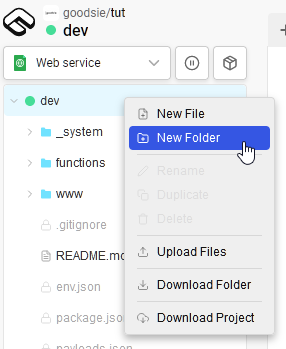 goodsie/tut
dev
Web service
dev
_system
functions
www
.gitignore
README.md
env.json
package.json
payloads.json
New File
New Folder
Rename
Duplicate
Delete
Upload Files
Download Folder
Download Project